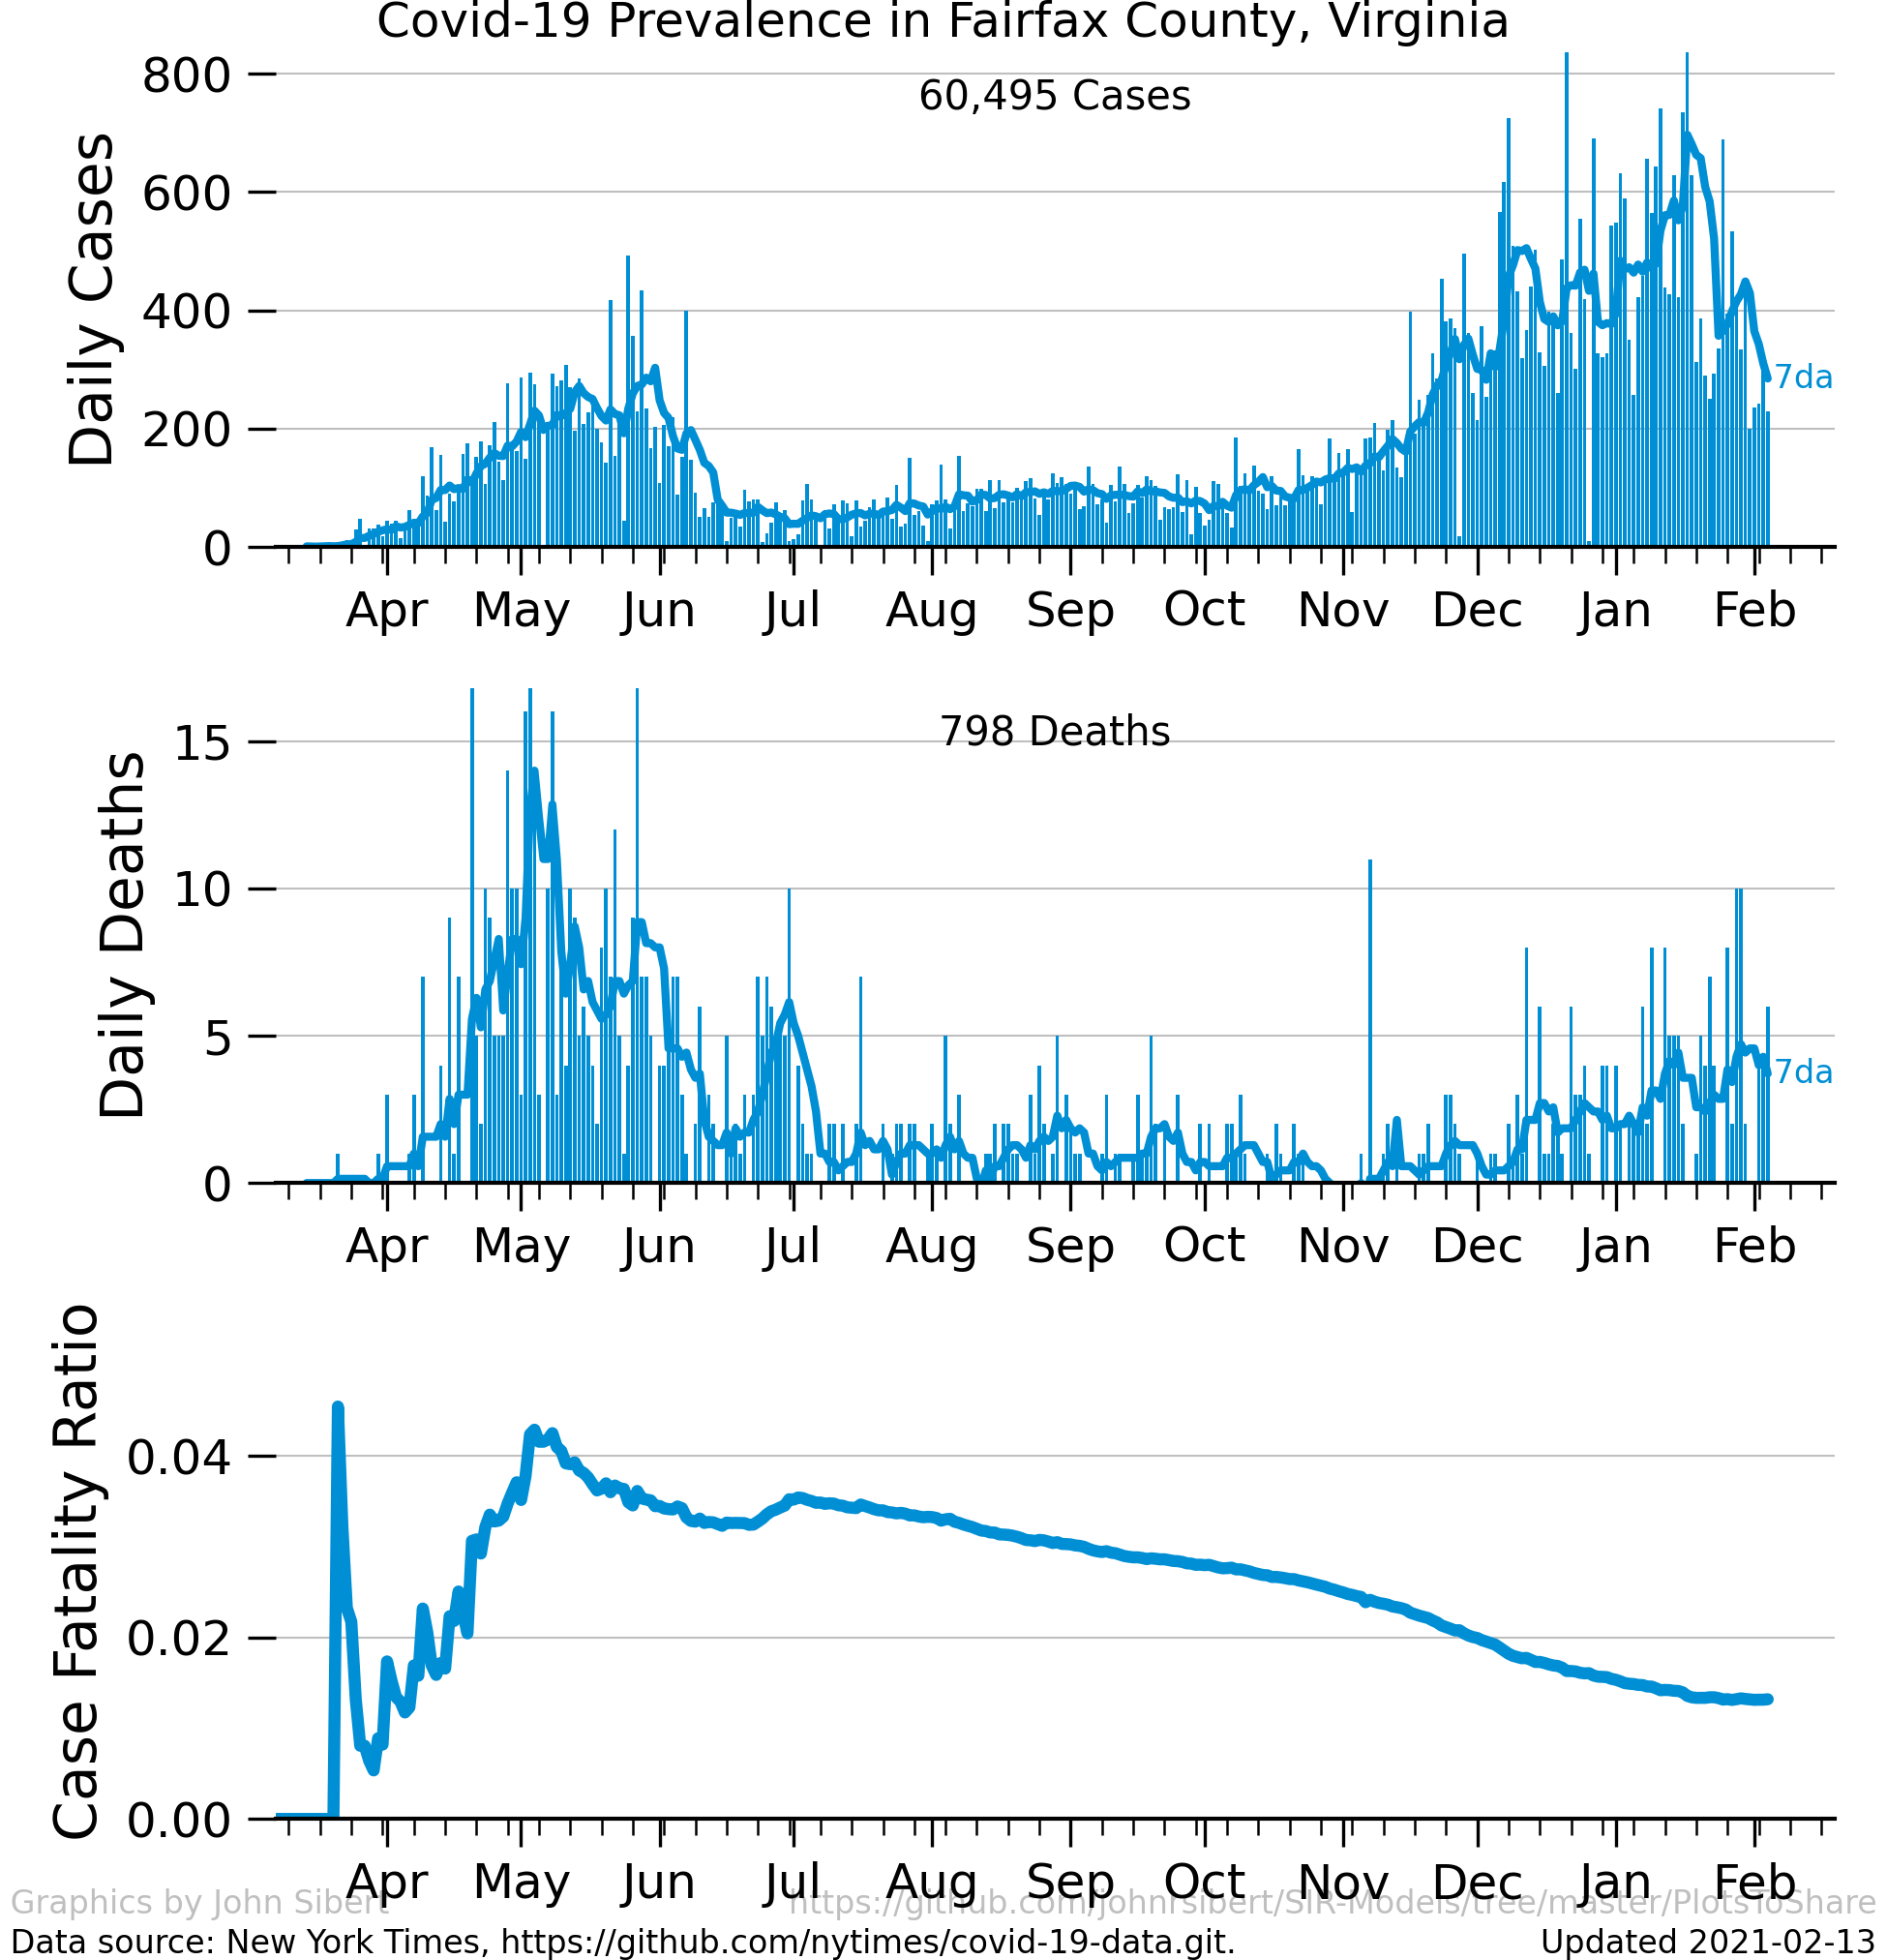 Covid-19 Prevalence in Fairfax County, Virginia
Daily Cases
800
600
400
200
0
60,495 Cases
7da
Apr May Jun Jul Aug Sep Oct Nov Dec Jan Feb
Daily Deaths
15
10
5
0
798 Deaths
7da
Apr May Jun Jul Aug Sep Oct Nov Dec Jan Feb
Case Fatality Ratio
0.04
0.02
0.00
Apr May Jun Jul Aug Sep Oct Nov Dec Jan Feb
Graphics by John Sibert https://github.com/johnrsibert/SIR-Models/tree/master/PlotsToShare
Data source: New York Times, https://github.com/nytimes/covid-19-data.git. Updated 2021-02-13